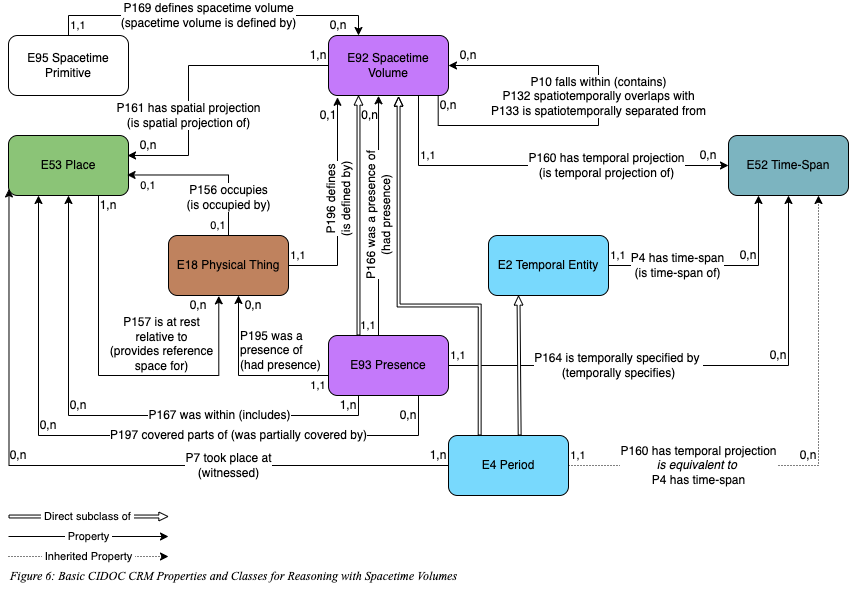 P169 defines spacetime volume
(spacetime volume is defined by)
1,1
0,n
E95 Spacetime
Primitive
E92 Spacetime
Volume
1,n
0,n
P10 falls within (contains)
P132 spatiotemporally overlaps with
P133 is spatiotemporally separated from
0,n
P161 has spatial projection
(is spatial projection of)
0,n
0,1
0,n
E53 Place
0,1
P156 occupies
(is occupied by)
0,1
1,n
P196 defines
(is defined by)
P166 was a presence of
(had presence)
1,1
P160 has temporal projection
(is temporal projection of)
0,n
E52 Time-Span
E18 Physical Thing
1,1
E2 Temporal Entity
1,1
P4 has time-span
(is time-span of)
0,n
0,n
0,n
P157 is at rest
relative to
(provides reference
space for)
P195 was a
presence of
(had presence)
1,1
1,1
E93 Presence
1,1
P164 is temporally specified by
(temporally specifies)
0,n
0,n
P167 was within (includes)
1,n
0,n
0,n
P197 covered parts of (was partially covered by)
0,n
P7 took place at
(witnessed)
1,n
E4 Period
1,1
P160 has temporal projection
is equivalent to
P4 has time-span
0,n
Direct subclass of
Property
Inherited Property
Figure 6: Basic CIDOC CRM Properties and Classes for Reasoning with Spacetime Volumes